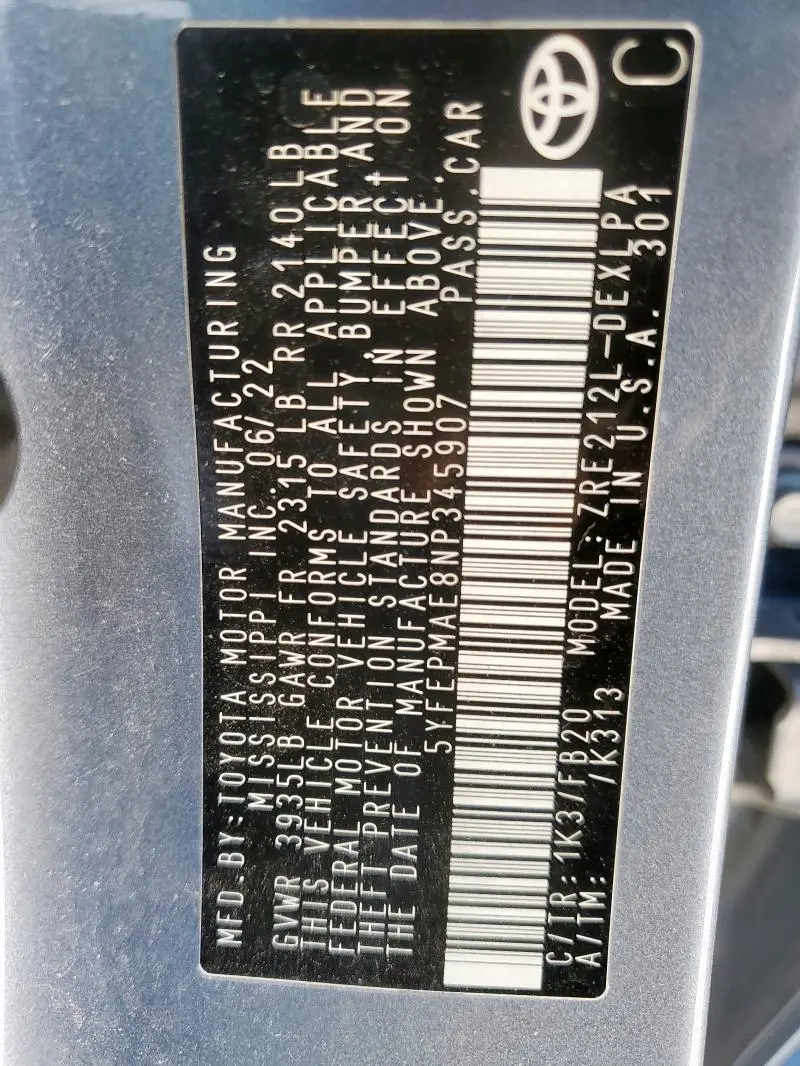 MFD.BY:TOYOTA MOTOR MANUFACTURING
MISSISSIPPI INC. 06/22
GVWR 3935LB GAWR FR 2315 LB RR 2140LB
THIS VEHICLE CONFORMS TO ALL APPLICABLE
FEDERAL MOTOR VEHICLE SAFETY, BUMPER, AND
THEFT PREVENTION STANDARDS IN EFFECT ON
THE DATE OF MANUFACTURE SHOWN ABOVE.
5YFEPMAE8NP345907 PASS.CAR
C/TR: 1K3/FB20 MODEL: ZRE212L-DEXLPA
A/TM: /K313 MADE IN U.S.A. 301
C